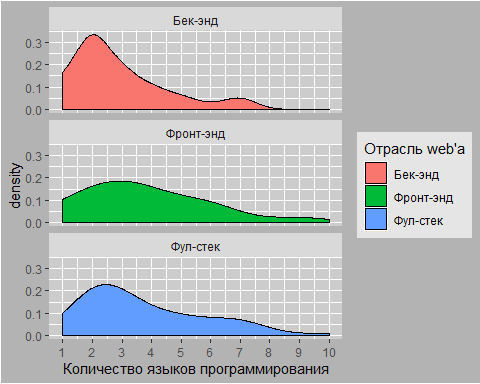 Бек-энд
0.3
0.2
0.1
0.0
Фронт-энд
0.3
0.2
0.1
0.0
Фул-стек
0.3
0.2
0.1
0.0
density
1 2 3 4 5 6 7 8 9 10
Количество языков программирования
Отрасль web'а
Бек-энд
Фронт-энд
Фул-стек